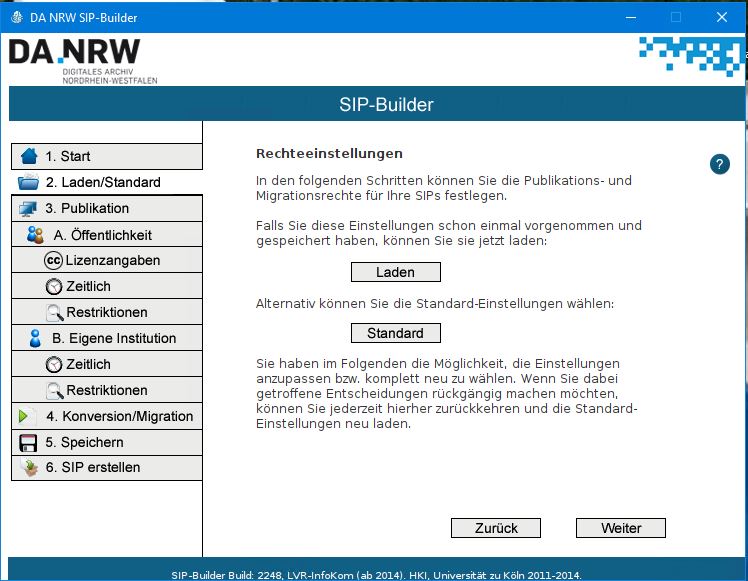 DA NRW SIP-Builder
DA.NRW
DIGITALES ARCHIV
NORDRHEIN-WESTFALEN
SIP-Builder
1. Start
2. Laden/Standard
3. Publikation
A. Öffentlichkeit
cc Lizenzangaben
Zeitlich
Restriktionen
B. Eigene Institution
Zeitlich
Restriktionen
4. Konversion/Migration
5. Speichern
6. SIP erstellen
Rechteeinstellungen
?
In den folgenden Schritten können Sie die Publikations- und
Migrationsrechte für Ihre SIPs festlegen.
Falls Sie diese Einstellungen schon einmal vorgenommen und
gespeichert haben, können Sie sie jetzt laden:
Laden
Alternativ können Sie die Standard-Einstellungen wählen:
Standard
Sie haben im Folgenden die Möglichkeit, die Einstellungen
anzupassen bzw. komplett neu zu wählen. Wenn Sie dabei
getroffene Entscheidungen rückgängig machen möchten,
können Sie jederzeit hierher zurückkehren und die Standard-
Einstellungen neu laden.
Zurück
Weiter
SIP-Builder Build: 2248, LVR-InfoKom (ab 2014). HKI, Universität zu Köln 2011-2014.